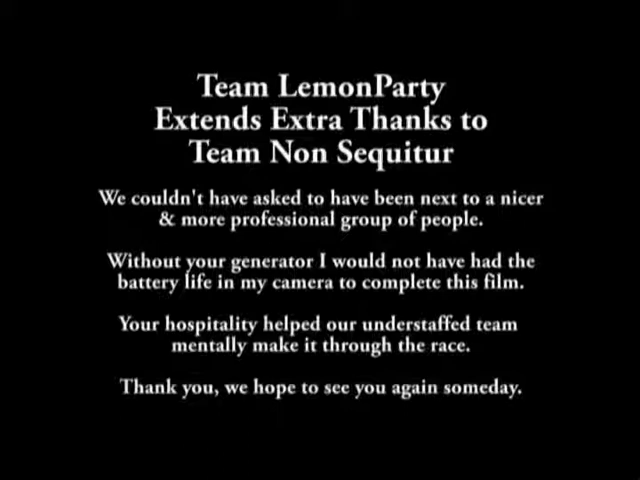 Team LemonParty
Extends Extra Thanks to
Team Non Sequitur
We couldn't have asked to have been next to a nicer
& more professional group of people.
Without your generator I would not have had the
battery life in my camera to complete this film.
Your hospitality helped our understaffed team
mentally make it through the race.
Thank you, we hope to see you again someday.